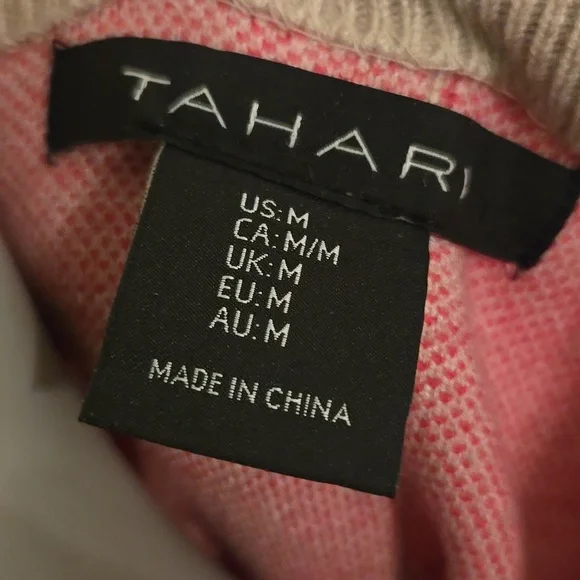 TAHARI
US: M
CA: M/M
UK: M
EU: M
AU: M
MADE IN CHINA